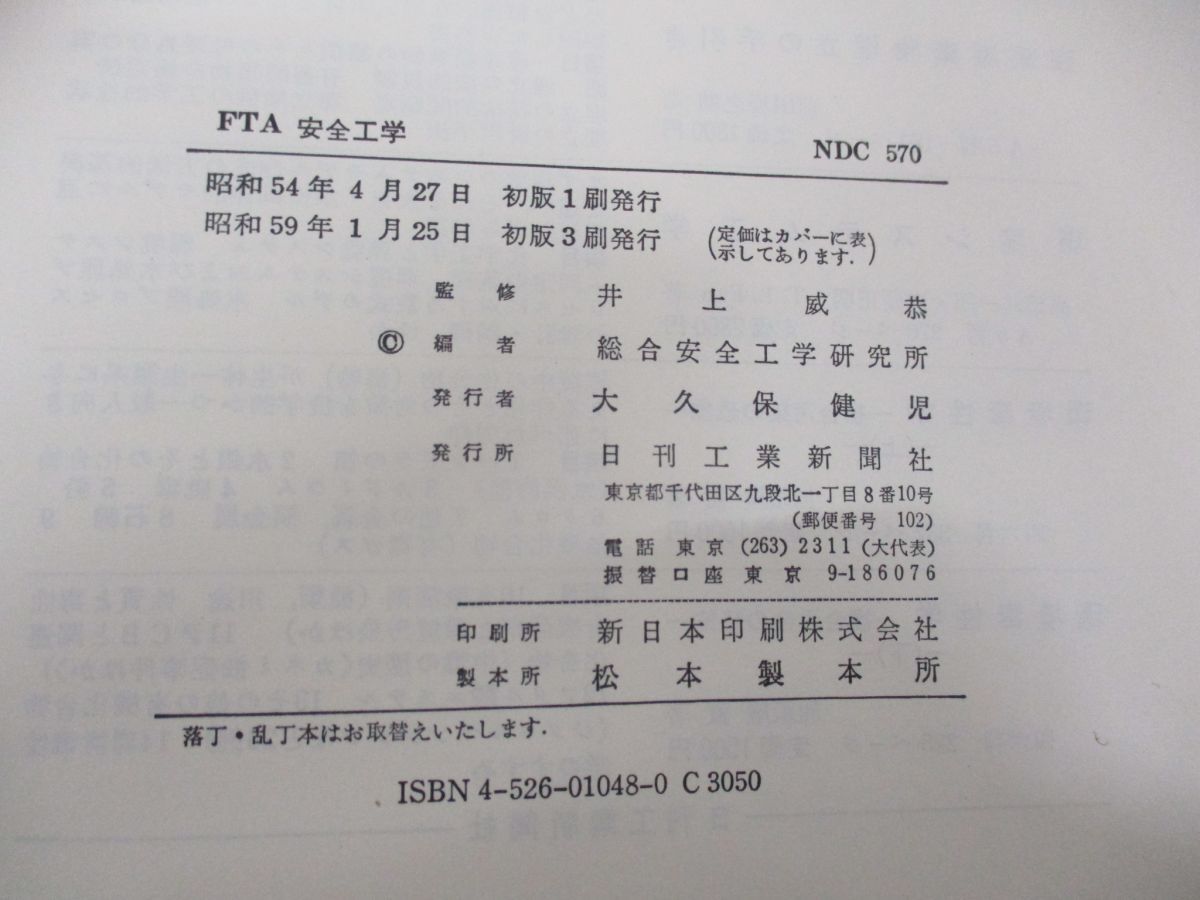 FTA 安全工学
NDC 570
昭和54年 4 月 27日 初版1刷発行
昭和59年 1 月 25日 初版3刷発行
(定価はカバーに表
示してあります.)
監修 井上威恭
© 編者 総合安全工学研究所
発行者 大久保健児
発行所 日刊工業新聞社
東京都千代田区九段北一丁目8番10号
(郵便番号 102)
電話 東京 (263) 2311 (大代表)
振替口座 東京 9-186076
印刷所 新日本印刷株式会社
製本所 松本製本所
落丁・乱丁本はお取替えいたします.
ISBN 4-526-01048-0 C 3050